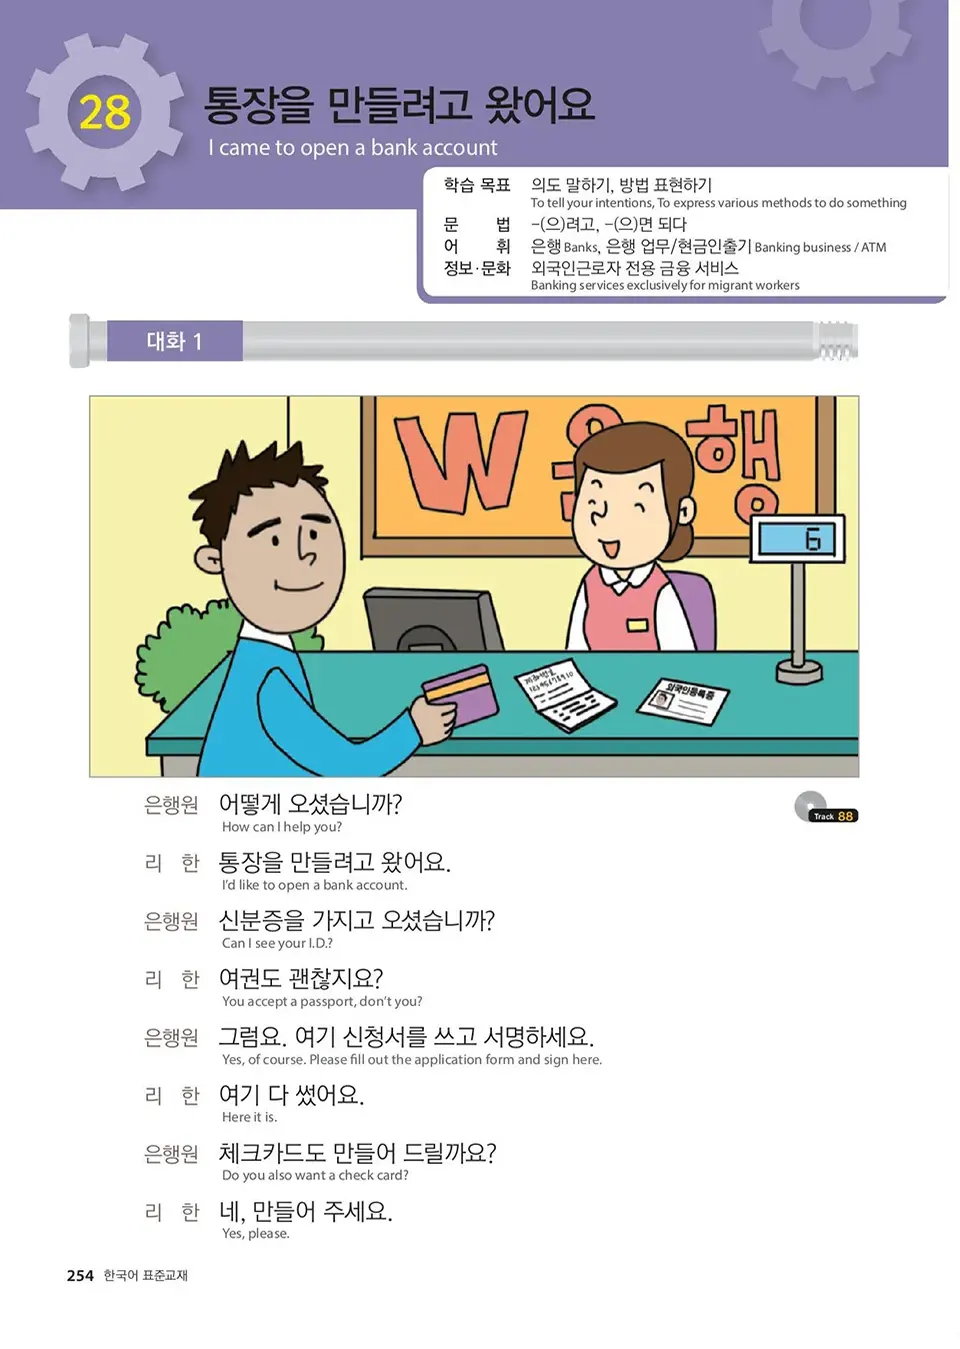 28
통장을 만들려고 왔어요
I came to open a bank account
학습 목표 의도 말하기, 방법 표현하기
To tell your intentions, To express various methods to do something
문 법 -(으)려고, -(으)면 되다
어 휘 은행 Banks, 은행 업무/현금인출기 Banking business / ATM
정보·문화 외국인근로자 전용 금융 서비스
Banking services exclusively for migrant workers
대화 1
W은행
6
계좌번호
12345678910
외국인등록증
Track 88
은행원 어떻게 오셨습니까?
How can I help you?
리 한 통장을 만들려고 왔어요.
I'd like to open a bank account.
은행원 신분증을 가지고 오셨습니까?
Can I see your I.D.?
리 한 여권도 괜찮지요?
You accept a passport, don't you?
은행원 그럼요. 여기 신청서를 쓰고 서명하세요.
Yes, of course. Please fill out the application form and sign here.
리 한 여기 다 썼어요.
Here it is.
은행원 체크카드도 만들어 드릴까요?
Do you also want a check card?
리 한 네, 만들어 주세요.
Yes, please.
254 한국어 표준교재